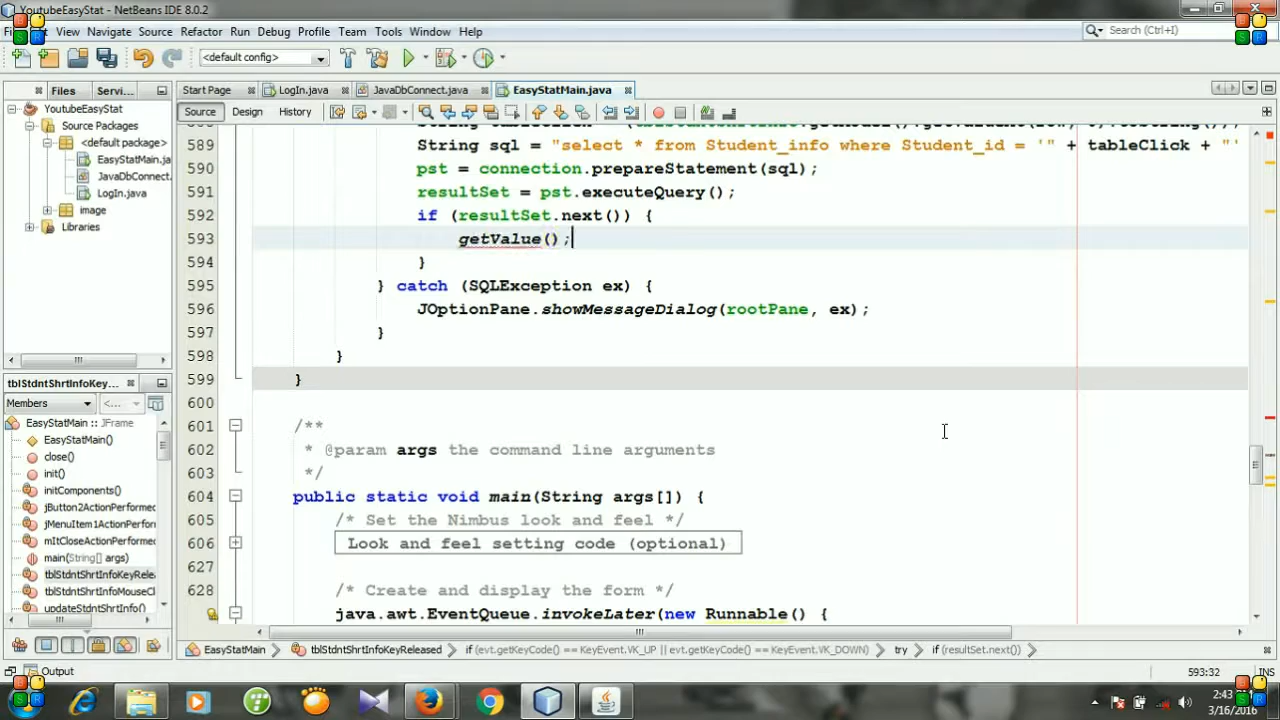 YoutubeEasyStat - NetBeans IDE 8.0.2
View Navigate Source Refactor Run Debug Profile Team Tools Window Help
Search (Ctrl+I)
<default config>
Files Servi...
Start Page LogIn.java JavaDbConnect.java EasyStatMain.java
Source Design History
YoutubeEasyStat
Source Packages
<default package>
EasyStatMain.ja
JavaDbConnect.
LogIn.java
image
Libraries
589 String sql = "select * from Student_info where Student_id = '" + tableClick + "'
590 pst = connection.prepareStatement(sql);
591 resultSet = pst.executeQuery();
592 if (resultSet.next()) {
593 getValue();
594 }
595 } catch (SQLException ex) {
596 JOptionPane.showMessageDialog(rootPane, ex);
597 }
598 }
599 }
600
601 /**
602 * @param args the command line arguments
603 */
604 public static void main(String args[]) {
605 /* Set the Nimbus look and feel */
606 Look and feel setting code (optional)
627
628 /* Create and display the form */
java.awt.EventQueue.invokeLater(new Runnable() {
tblStdntShrtInfoKey...
Members <...
EasyStatMain :: JFrame
EasyStatMain()
close()
init()
initComponents()
jButton2ActionPerformed
jMenuItem1ActionPerfor
mItCloseActionPerforme
main(String[] args)
tblStdntShrtInfoKeyRelea
tblStdntShrtInfoMouseCl
updateStdntShrtInfo()
EasyStatMain tblStdntShrtInfoKeyReleased if (evt.getKeyCode() == KeyEvent.VK_UP || evt.getKeyCode() == KeyEvent.VK_DOWN) try if (resultSet.next())
Output
593:32
2:43
3/16/2016